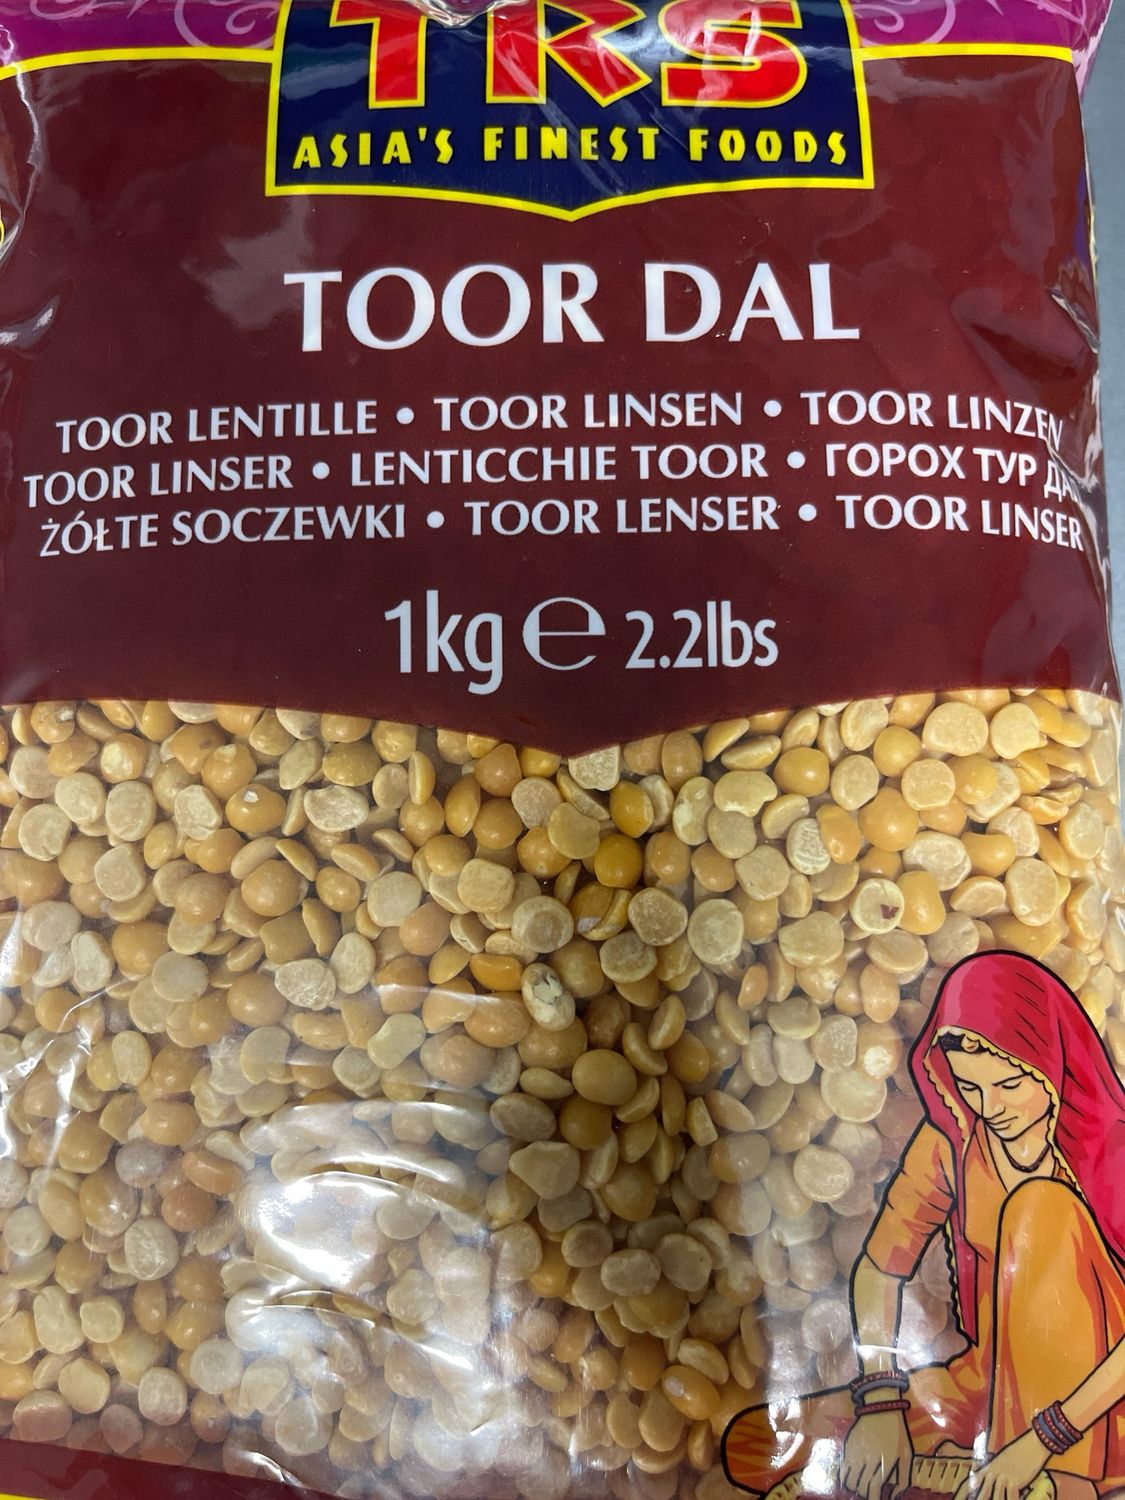 TRS
ASIA'S FINEST FOODS
TOOR DAL
TOOR LENTILLE • TOOR LINSEN • TOOR LINZEN
TOOR LINSER • LENTICCHIE TOOR • ГОРОХ ТУР
ŻÓŁTE SOCZEWKI • TOOR LENSER • TOOR LINSER
1kg ℮ 2.2lbs